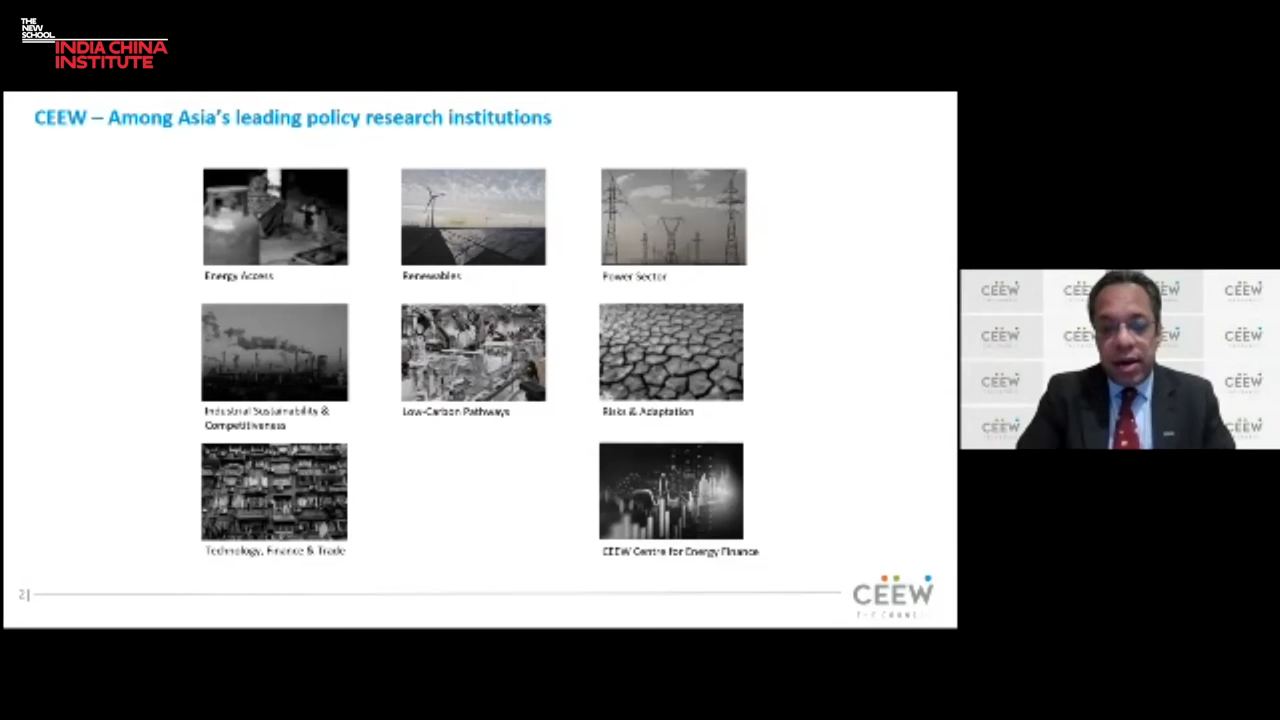 THE
NEW
SCHOOL
INDIA CHINA
INSTITUTE
CEEW – Among Asia's leading policy research institutions
Energy Access
Renewables
Power Sector
Industrial Sustainability &
Competitiveness
Low-Carbon Pathways
Risks & Adaptation
Technology, Finance & Trade
CEEW Centre for Energy Finance
2|
CEEW
THE COUNCIL
CEEW
CEEW
CEEW
CEEW
CEEW
CEEW
CEEW
CEEW